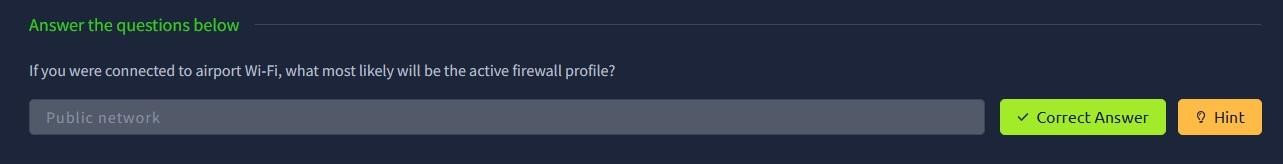 Answer the questions below
If you were connected to airport Wi-Fi, what most likely will be the active firewall profile?
Public network
Correct Answer
Hint